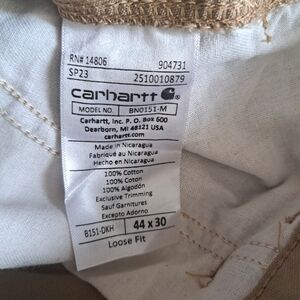 RN# 14806 904731
SP23 2510010879
carhartt
MODEL NO. BN0151-M
Carhartt, Inc. P. O. Box 600
Dearborn, MI 48121 USA
carhartt.com
Made in Nicaragua
Fabriqué au Nicaragua
Hecho en Nicaragua
100% Cotton
100% Coton
100% Algodón
Exclusive Trimming
Sauf Garnitures
Excepto Adorno
B151-DKH 44 x 30
Loose Fit